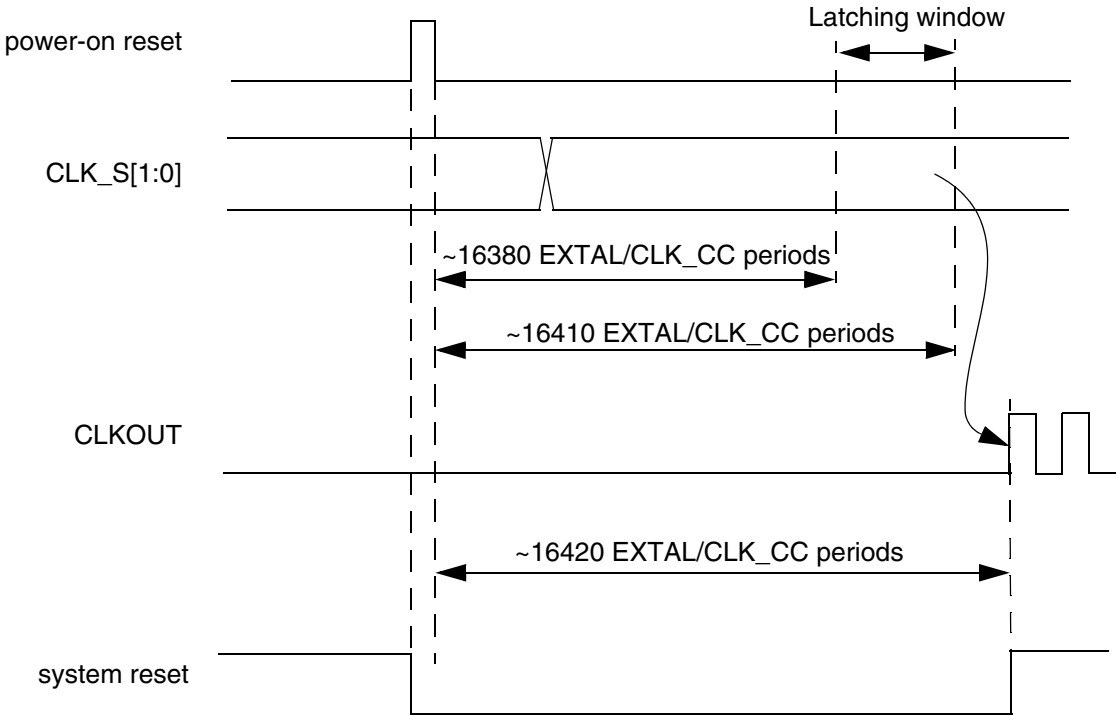 Latching window
power-on reset
CLK_S[1:0]
~16380 EXTAL/CLK_CC periods
~16410 EXTAL/CLK_CC periods
CLKOUT
~16420 EXTAL/CLK_CC periods
system reset